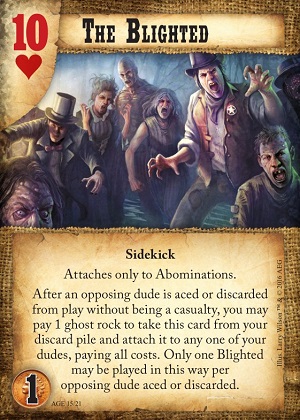 10
The Blighted
Sidekick
Attaches only to Abominations.
After an opposing dude is aced or discarded
from play without being a casualty, you may
pay 1 ghost rock to take this card from your
discard pile and attach it to any one of your
dudes, paying all costs. Only one Blighted
may be played in this way per
opposing dude aced or discarded.
1
AGE 15/21